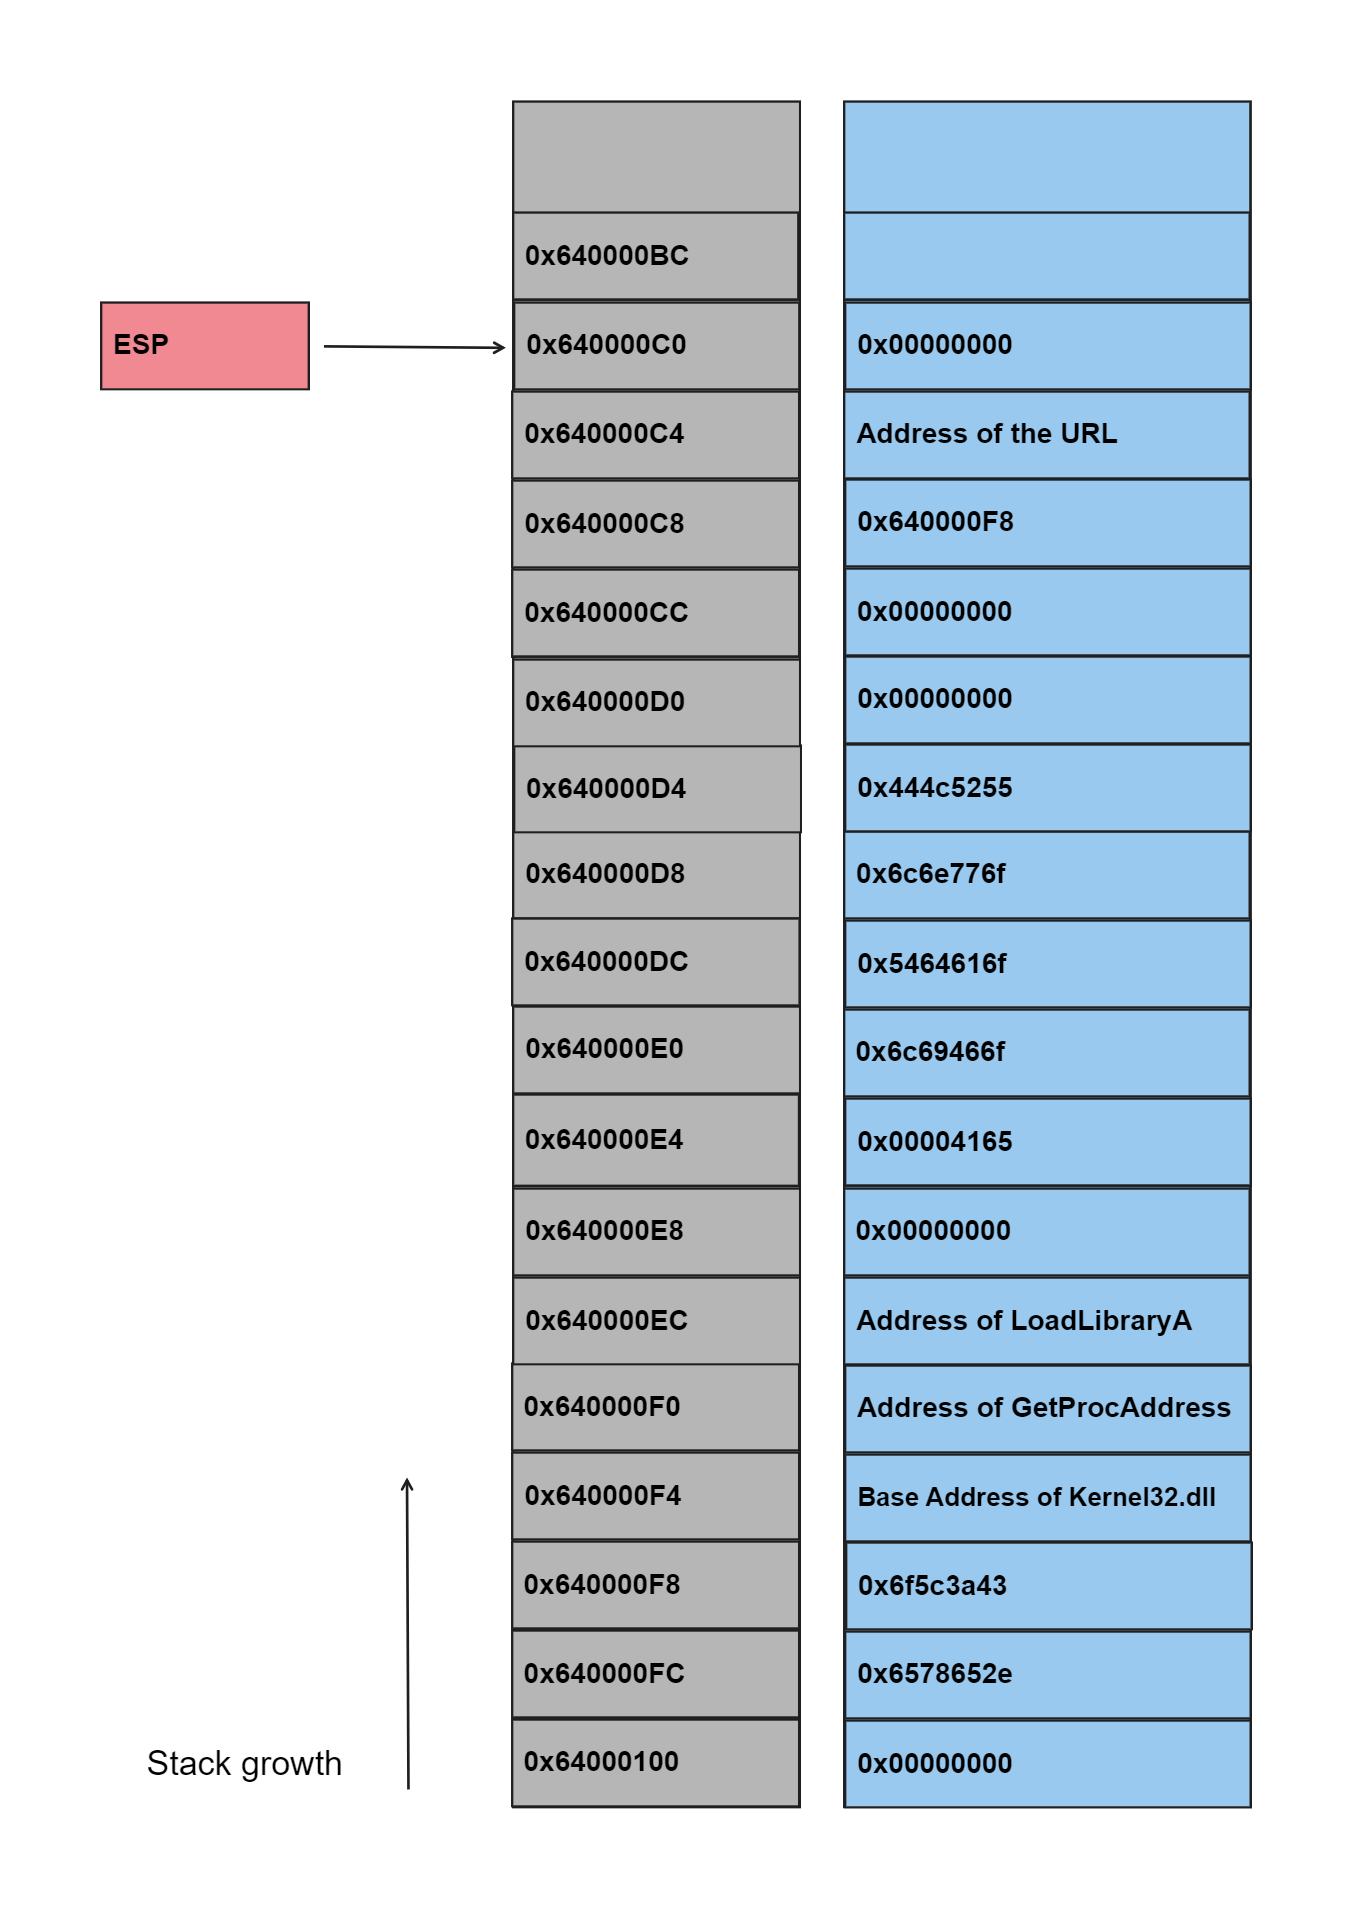 0x640000BC
ESP
0x640000C0 0x00000000
0x640000C4 Address of the URL
0x640000C8 0x640000F8
0x640000CC 0x00000000
0x640000D0 0x00000000
0x640000D4 0x444c5255
0x640000D8 0x6c6e776f
0x640000DC 0x5464616f
0x640000E0 0x6c69466f
0x640000E4 0x00004165
0x640000E8 0x00000000
0x640000EC Address of LoadLibraryA
0x640000F0 Address of GetProcAddress
0x640000F4 Base Address of Kernel32.dll
0x640000F8 0x6f5c3a43
0x640000FC 0x6578652e
Stack growth
0x64000100 0x00000000